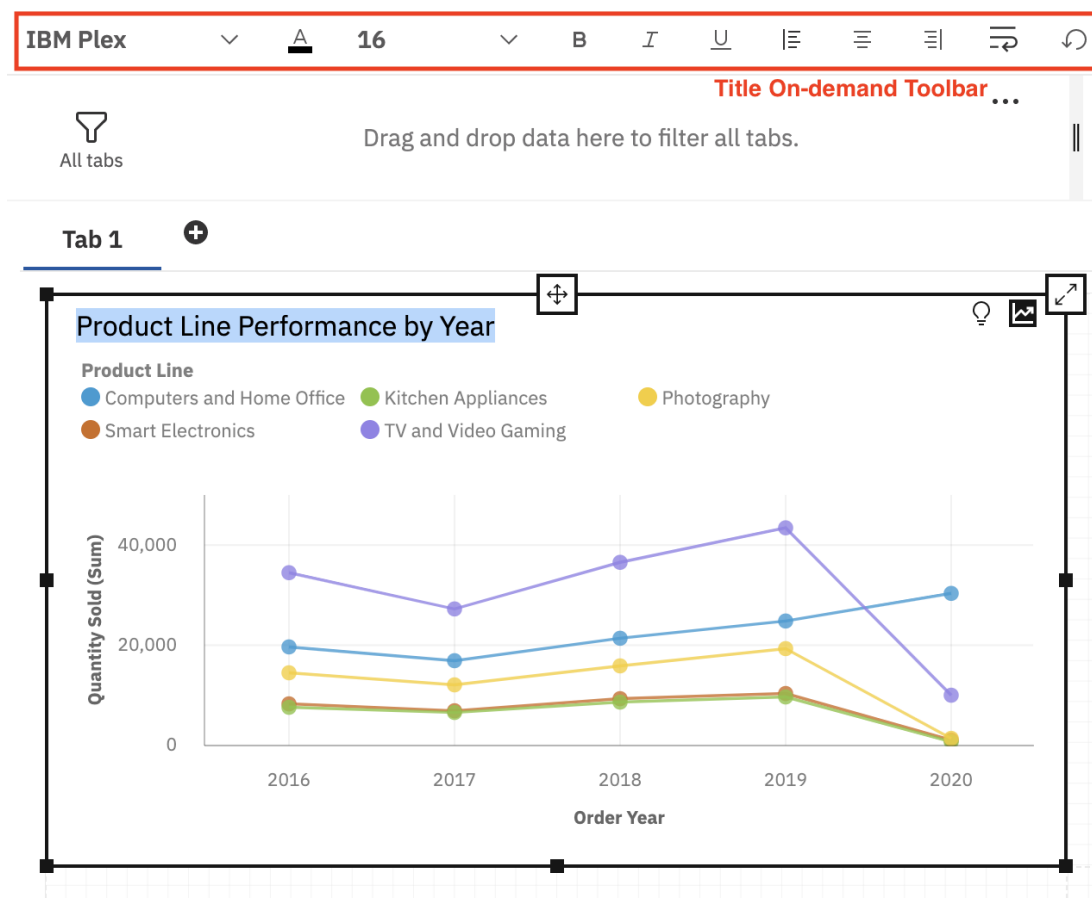 IBM Plex A 16 B I U
Title On-demand Toolbar
All tabs
Drag and drop data here to filter all tabs.
Tab 1
Product Line Performance by Year
Product Line
Computers and Home Office Kitchen Appliances Photography
Smart Electronics TV and Video Gaming
Quantity Sold (Sum)
40,000
20,000
0
2016 2017 2018 2019 2020
Order Year